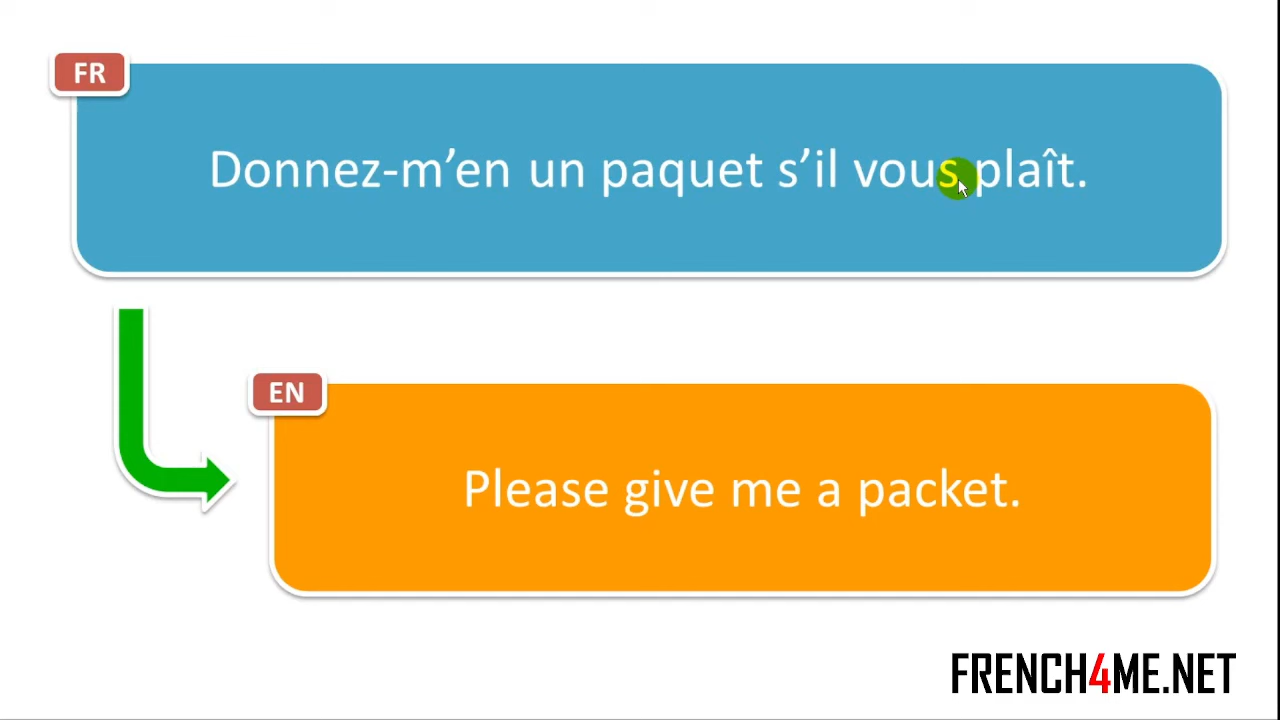 FR
Donnez-m’en un paquet s’il vous plaît.
EN
Please give me a packet.
FRENCH4ME.NET